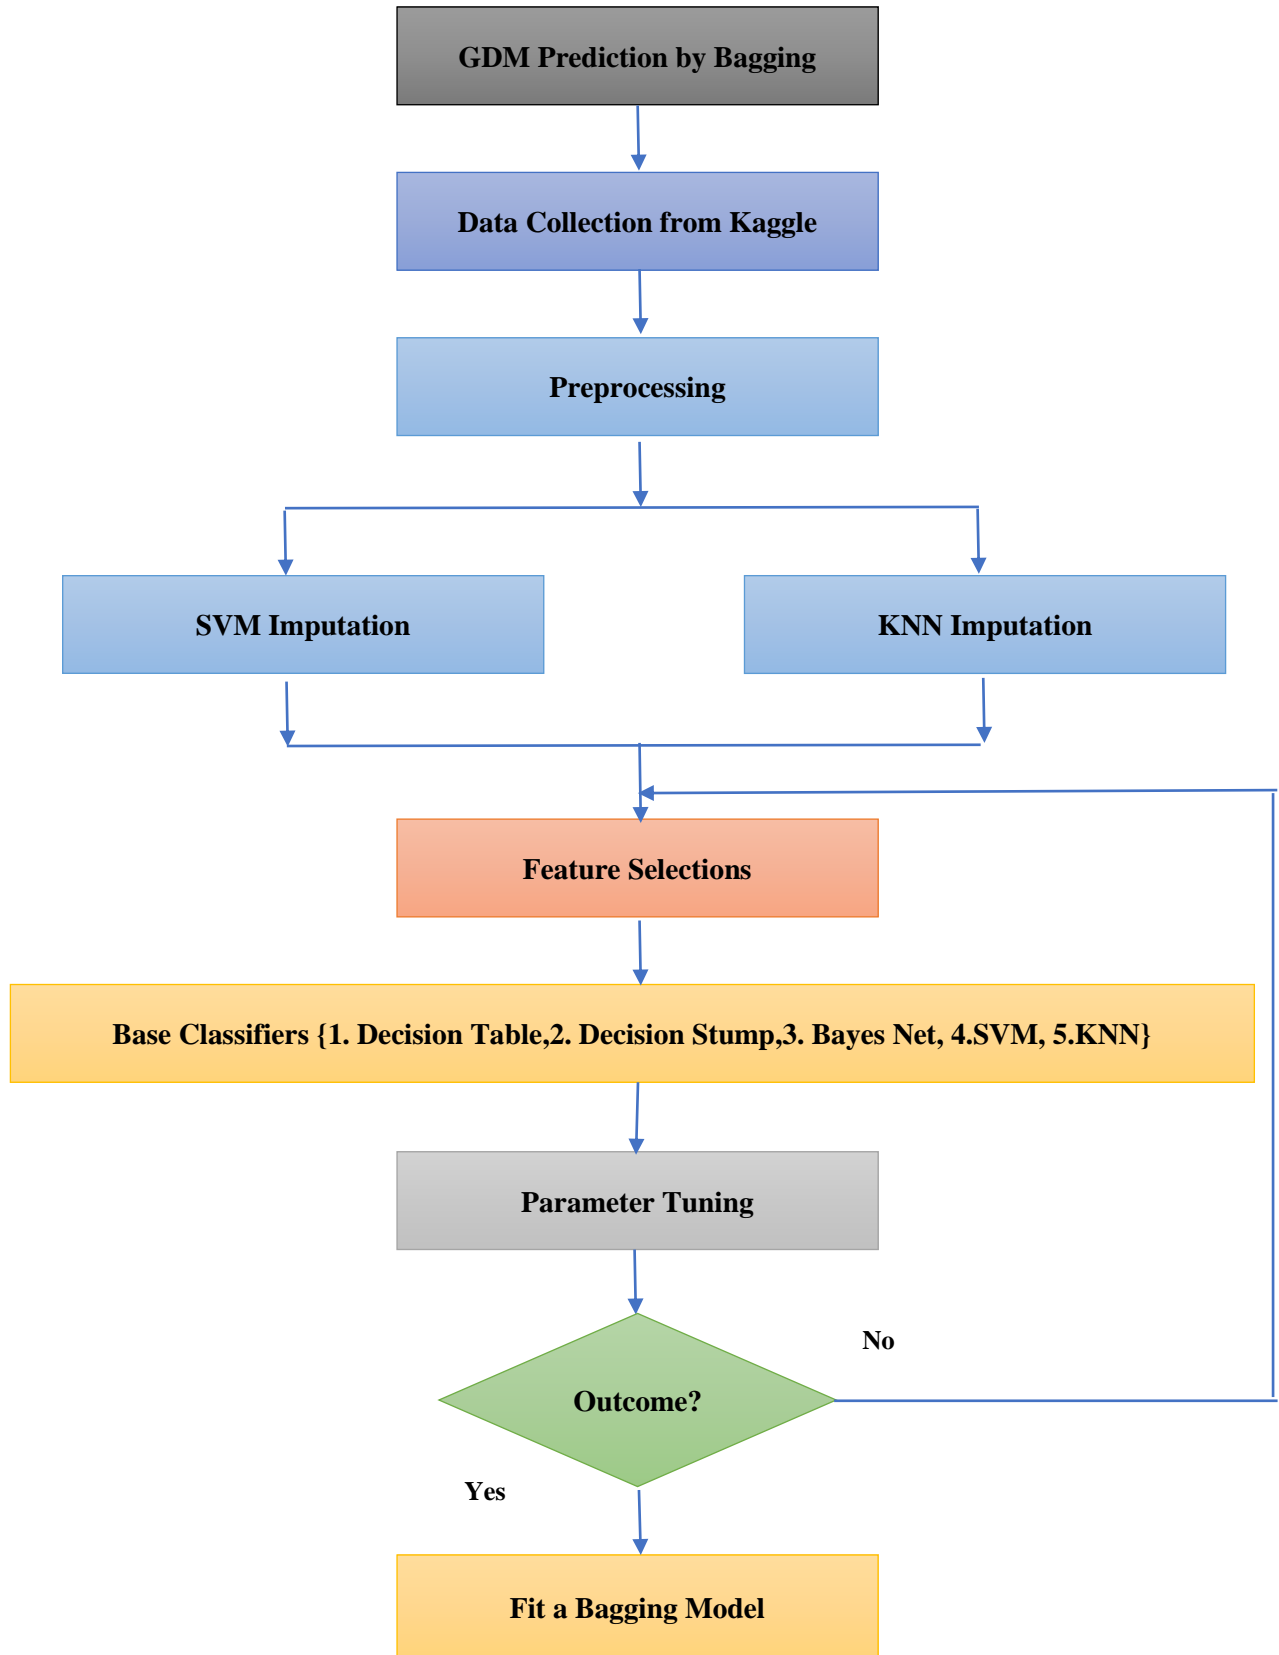 GDM Prediction by Bagging
Data Collection from Kaggle
Preprocessing
SVM Imputation
KNN Imputation
Feature Selections
Base Classifiers {1. Decision Table,2. Decision Stump,3. Bayes Net, 4.SVM, 5.KNN}
Parameter Tuning
No
Outcome?
Yes
Fit a Bagging Model